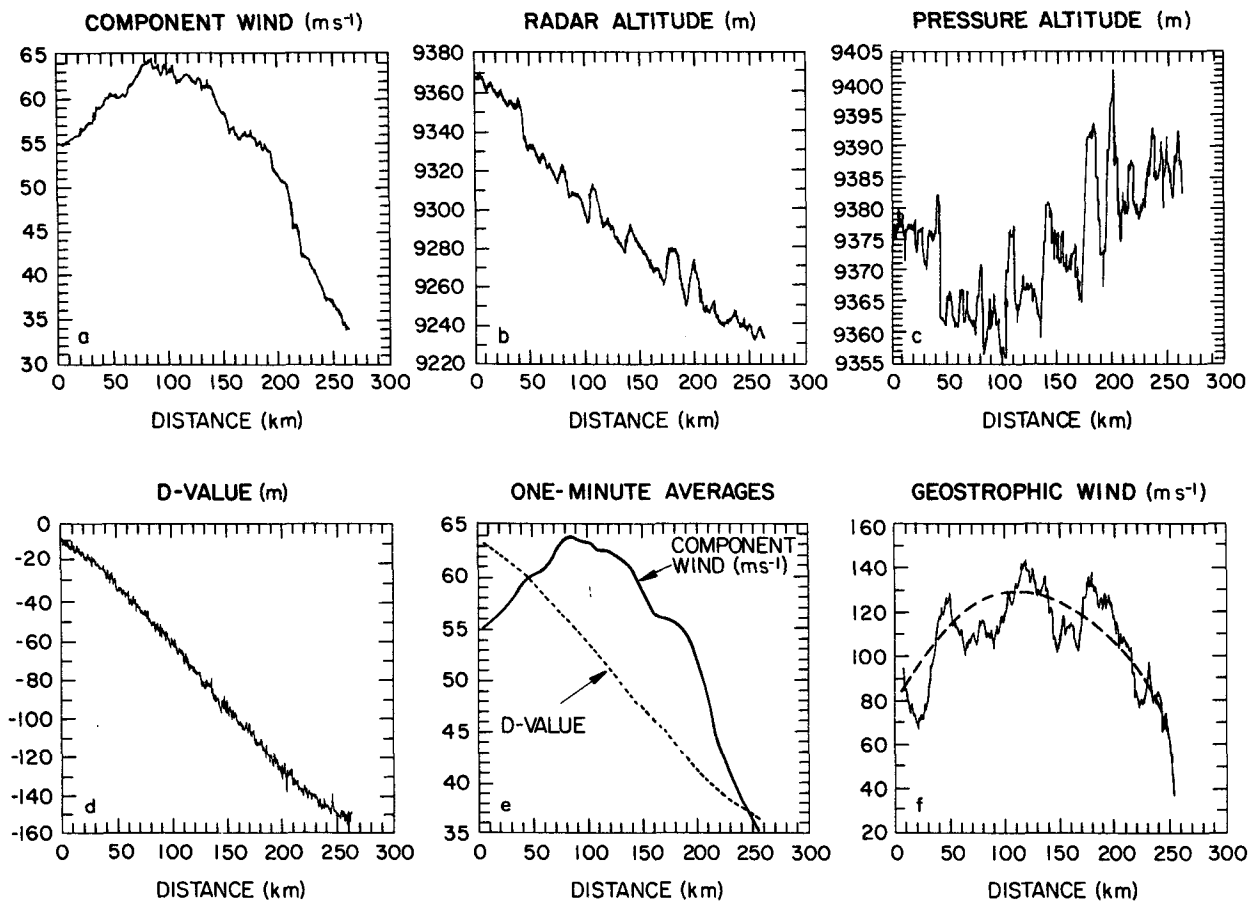 COMPONENT WIND (ms⁻¹)
65
60
55
50
45
40
35
30
0 50 100 150 200 250 300
DISTANCE (km)
a
RADAR ALTITUDE (m)
9380
9360
9340
9320
9300
9280
9260
9240
9220
0 50 100 150 200 250 300
DISTANCE (km)
b
PRESSURE ALTITUDE (m)
9405
9400
9395
9390
9385
9380
9375
9370
9365
9360
9355
0 50 100 150 200 250 300
DISTANCE (km)
c
D-VALUE (m)
0
-20
-40
-60
-80
-100
-120
-140
-160
0 50 100 150 200 250 300
DISTANCE (km)
d
ONE-MINUTE AVERAGES
65
60
55
50
45
40
35
COMPONENT
WIND (ms⁻¹)
D-VALUE
0 50 100 150 200 250 300
DISTANCE (km)
e
GEOSTROPHIC WIND (ms⁻¹)
160
140
120
100
80
60
40
20
0 50 100 150 200 250 300
DISTANCE (km)
f